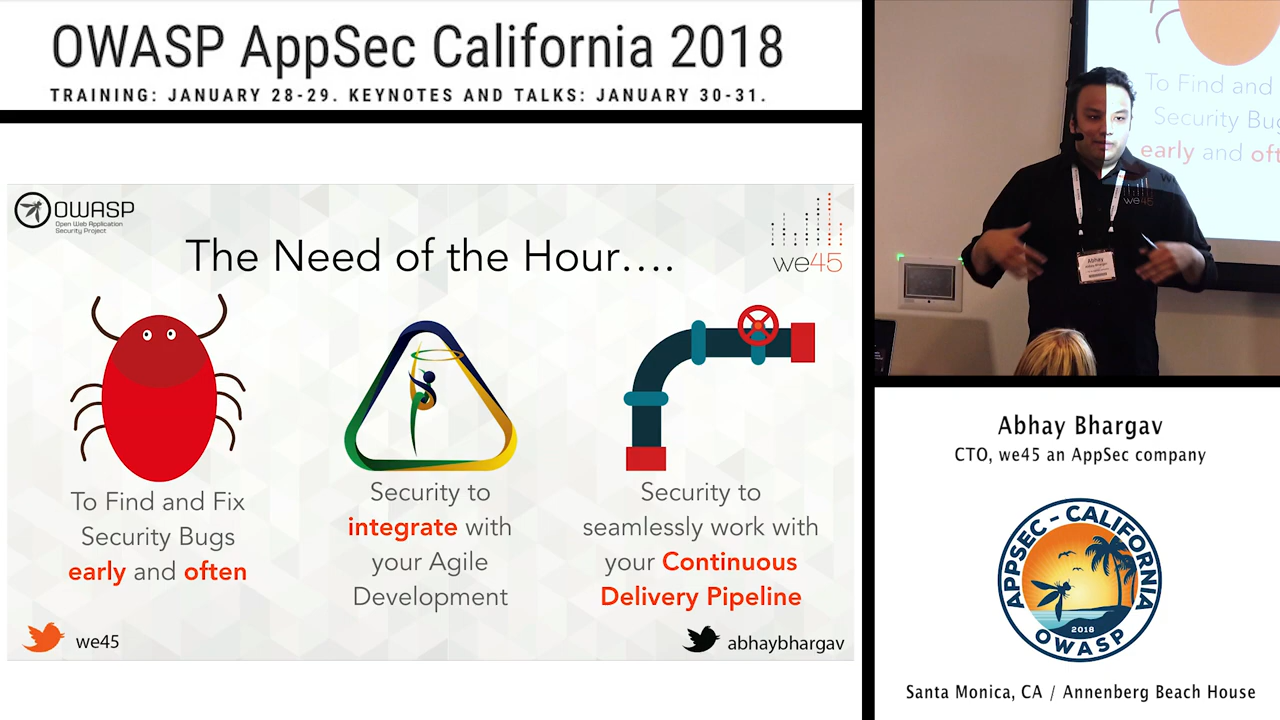 OWASP AppSec California 2018
TRAINING: JANUARY 28-29. KEYNOTES AND TALKS: JANUARY 30-31.
OWASP
Open Web Application
Security Project
we45
The Need of the Hour....
To Find and Fix
Security Bugs
early and often
Security to
integrate with
your Agile
Development
Security to
seamlessly work with
your Continuous
Delivery Pipeline
we45
abhaybhargav
To Find and
Security Bug
early and oft
we45
Abhay
Abhay Bhargav
CTO, we45 an AppSec company
APPSEC - CALIFORNIA
2018
OWASP
Santa Monica, CA / Annenberg Beach House